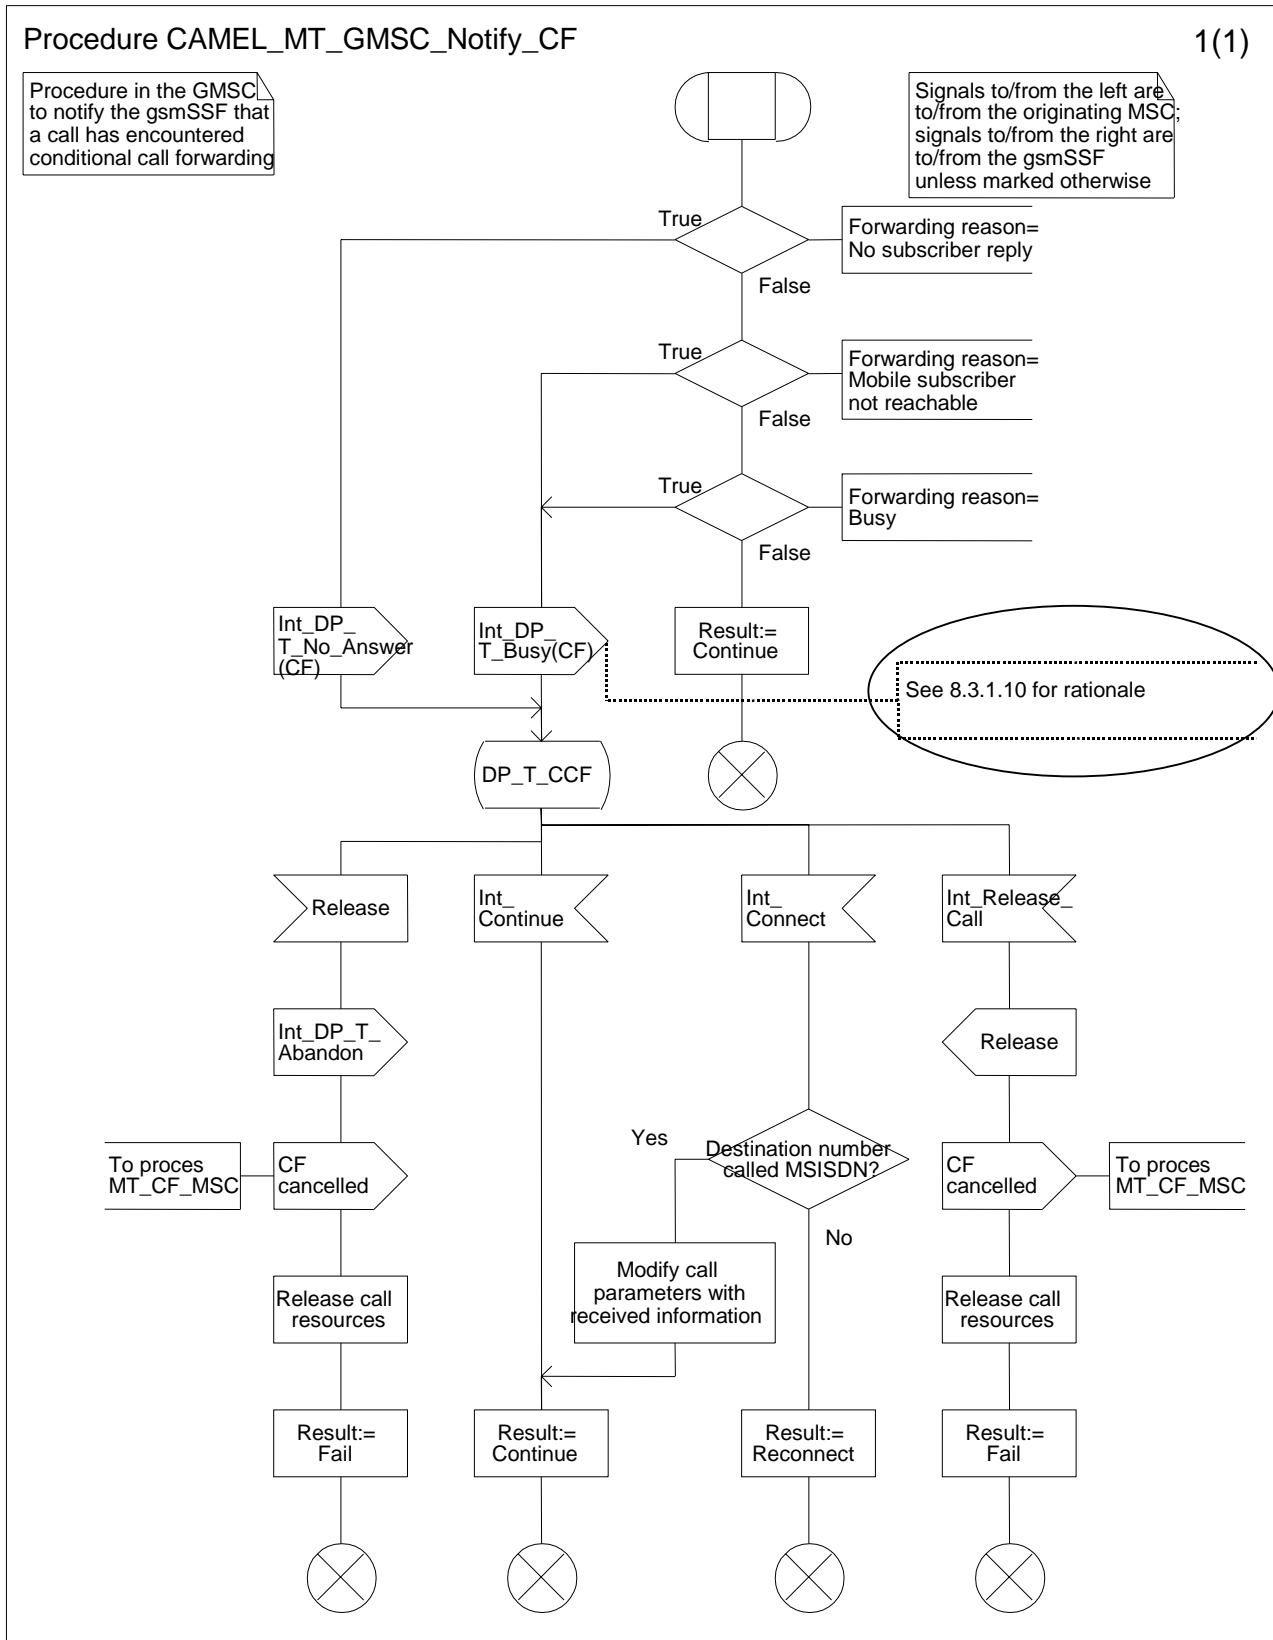 Procedure CAMEL_MT_GMSC_Notify_CF
1(1)
Procedure in the GMSC
to notify the gsmSSF that
a call has encountered
conditional call forwarding
Signals to/from the left are
to/from the originating MSC;
signals to/from the right are
to/from the gsmSSF
unless marked otherwise
True
Forwarding reason=
No subscriber reply
False
True
Forwarding reason=
Mobile subscriber
not reachable
False
True
Forwarding reason=
Busy
False
Int_DP_
T_No_Answer
(CF)
Int_DP_
T_Busy(CF)
Result:=
Continue
See 8.3.1.10 for rationale
DP_T_CCF
Release
Int_
Continue
Int_
Connect
Int_Release_
Call
Int_DP_T_
Abandon
Release
To proces
MT_CF_MSC
CF
cancelled
Yes
Destination number
called MSISDN?
No
CF
cancelled
To proces
MT_CF_MSC
Release call
resources
Modify call
parameters with
received information
Release call
resources
Result:=
Fail
Result:=
Continue
Result:=
Reconnect
Result:=
Fail